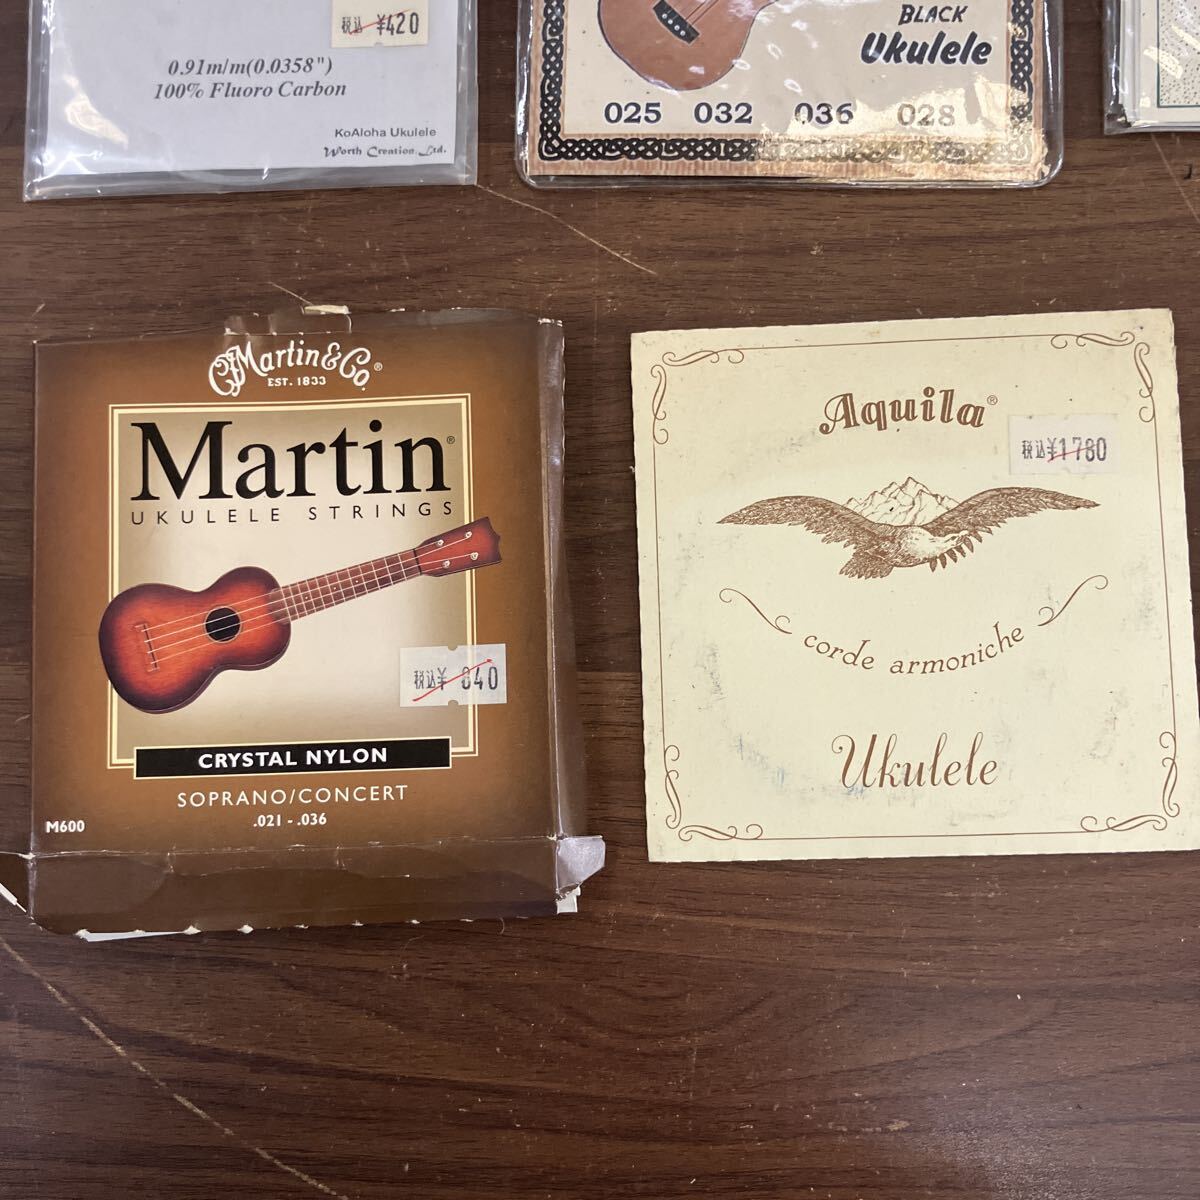 税込 ¥420
0.91m/m(0.0358")
100% Fluoro Carbon
KoAloha Ukulele
Worth Creation.Ltd.
BLACK
Ukulele
025 032 036 028
CFMartin&Co.®
EST. 1833
Martin®
UKULELE STRINGS
税込¥ 840
CRYSTAL NYLON
SOPRANO/CONCERT
.021 - .036
M600
Aquila®
税込¥1780
corde armoniche
Ukulele